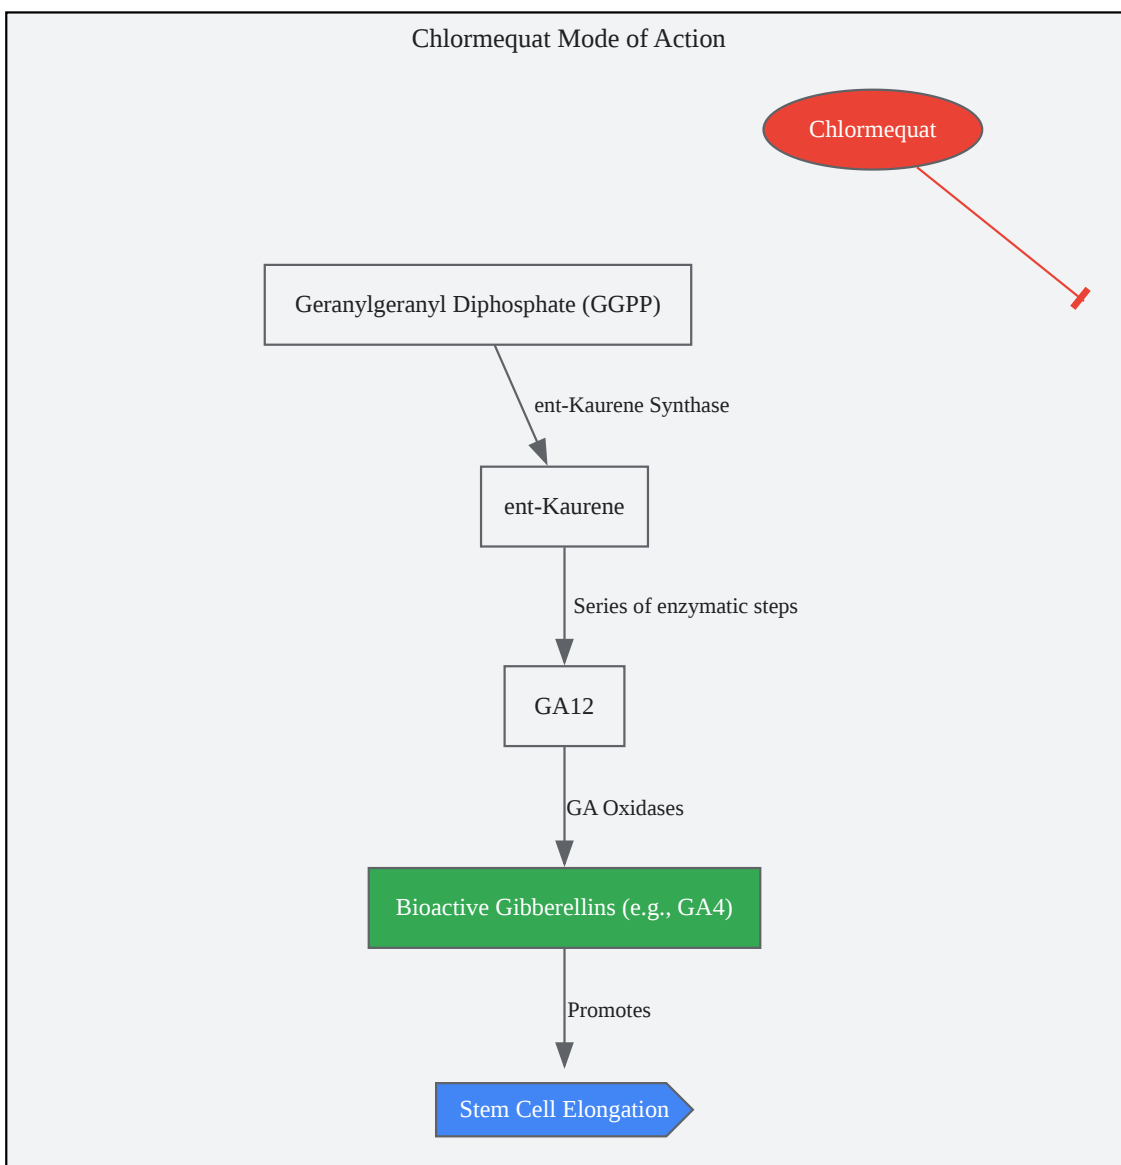 Chlormequat Mode of Action
Chlormequat
Geranylgeranyl Diphosphate (GGPP)
ent-Kaurene Synthase
ent-Kaurene
Series of enzymatic steps
GA12
GA Oxidases
Bioactive Gibberellins (e.g., GA4)
Promotes
Stem Cell Elongation